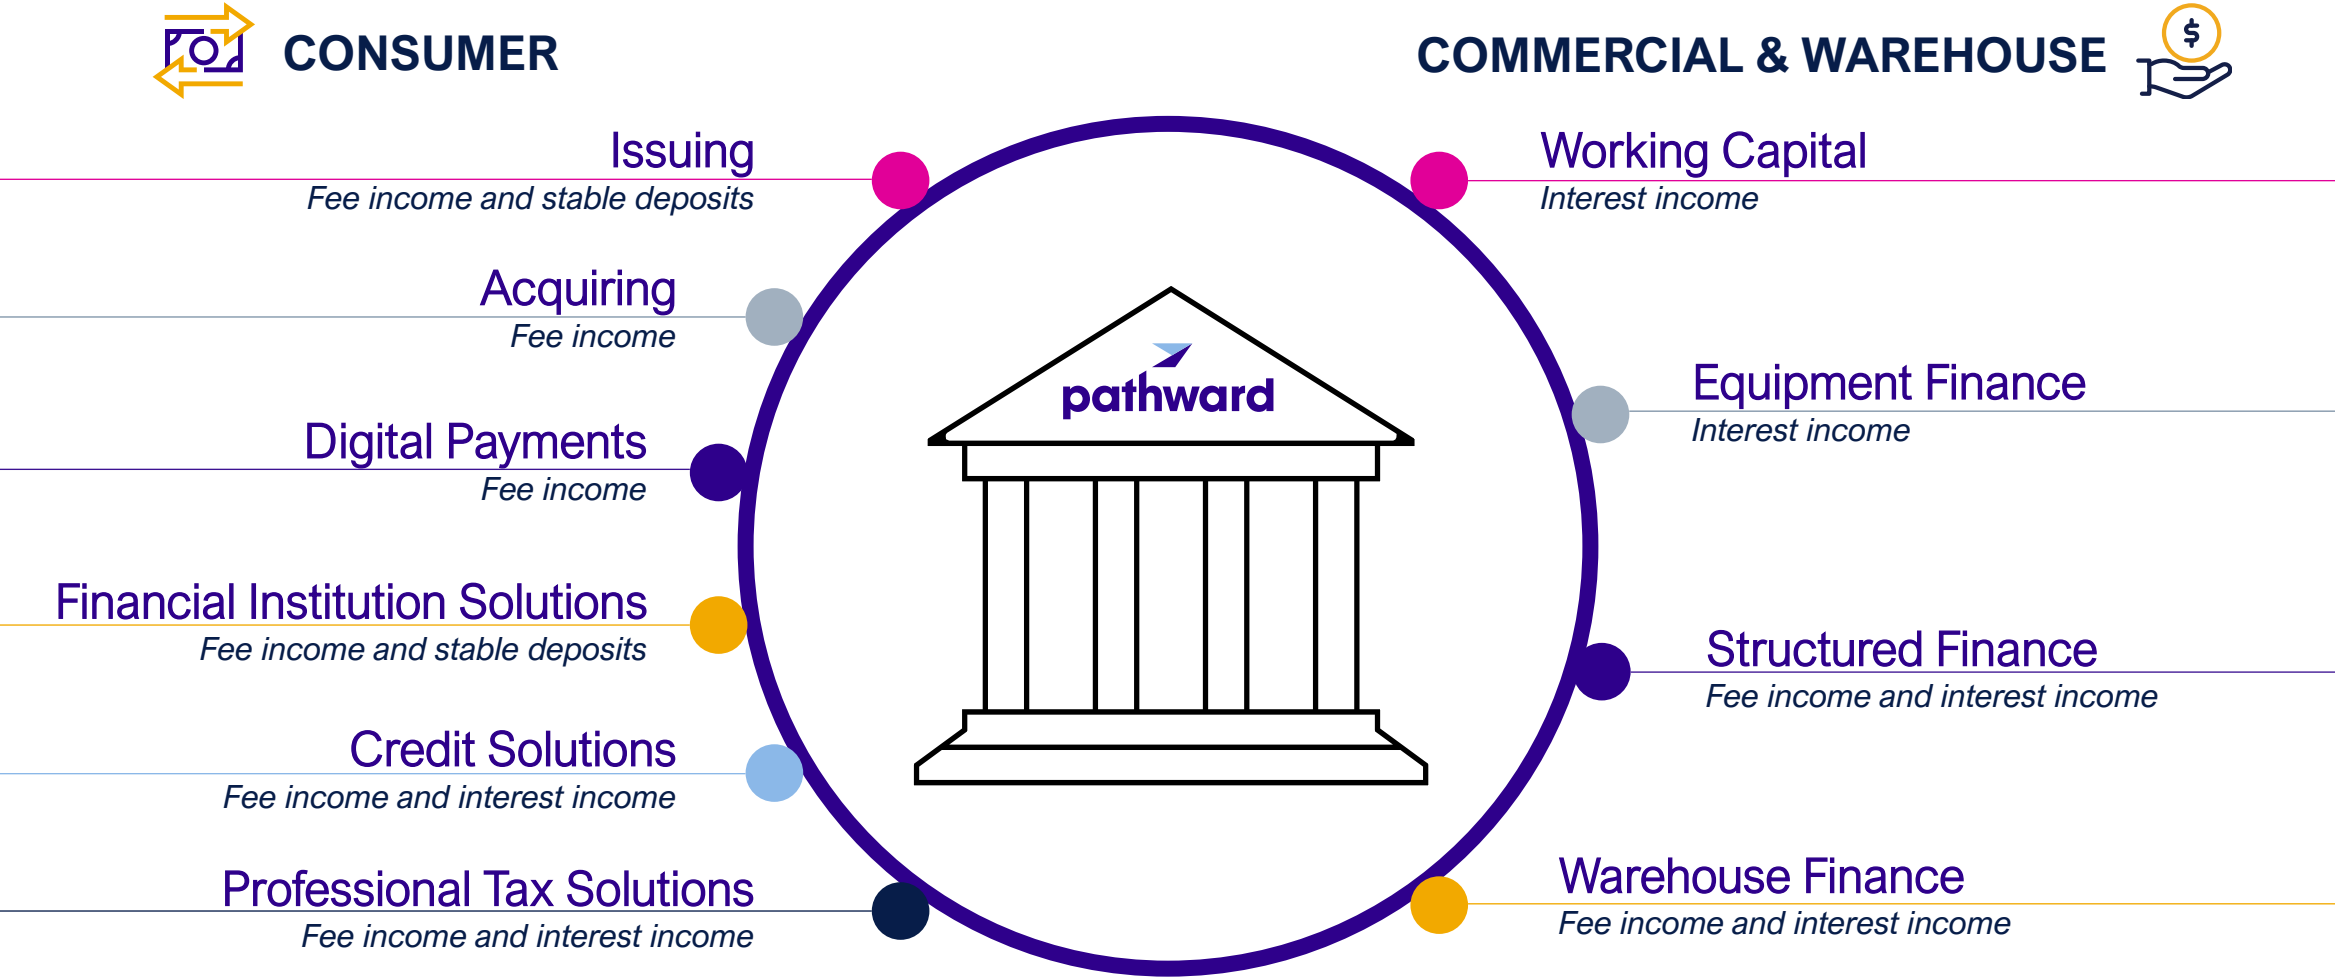 CONSUMER
Issuing
Fee income and stable deposits
Acquiring
Fee income
Digital Payments
Fee income
Financial Institution Solutions
Fee income and stable deposits
Credit Solutions
Fee income and interest income
Professional Tax Solutions
Fee income and interest income
pathward
COMMERCIAL & WAREHOUSE
$
Working Capital
Interest income
Equipment Finance
Interest income
Structured Finance
Fee income and interest income
Warehouse Finance
Fee income and interest income